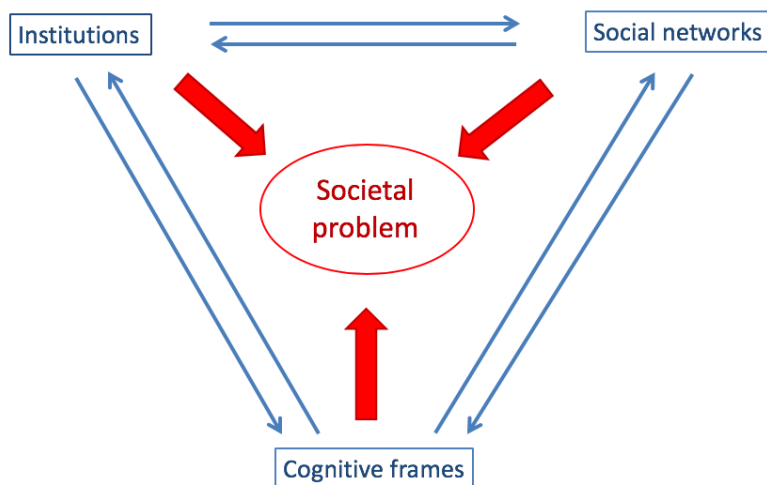 Institutions
Social networks
Societal
problem
Cognitive frames